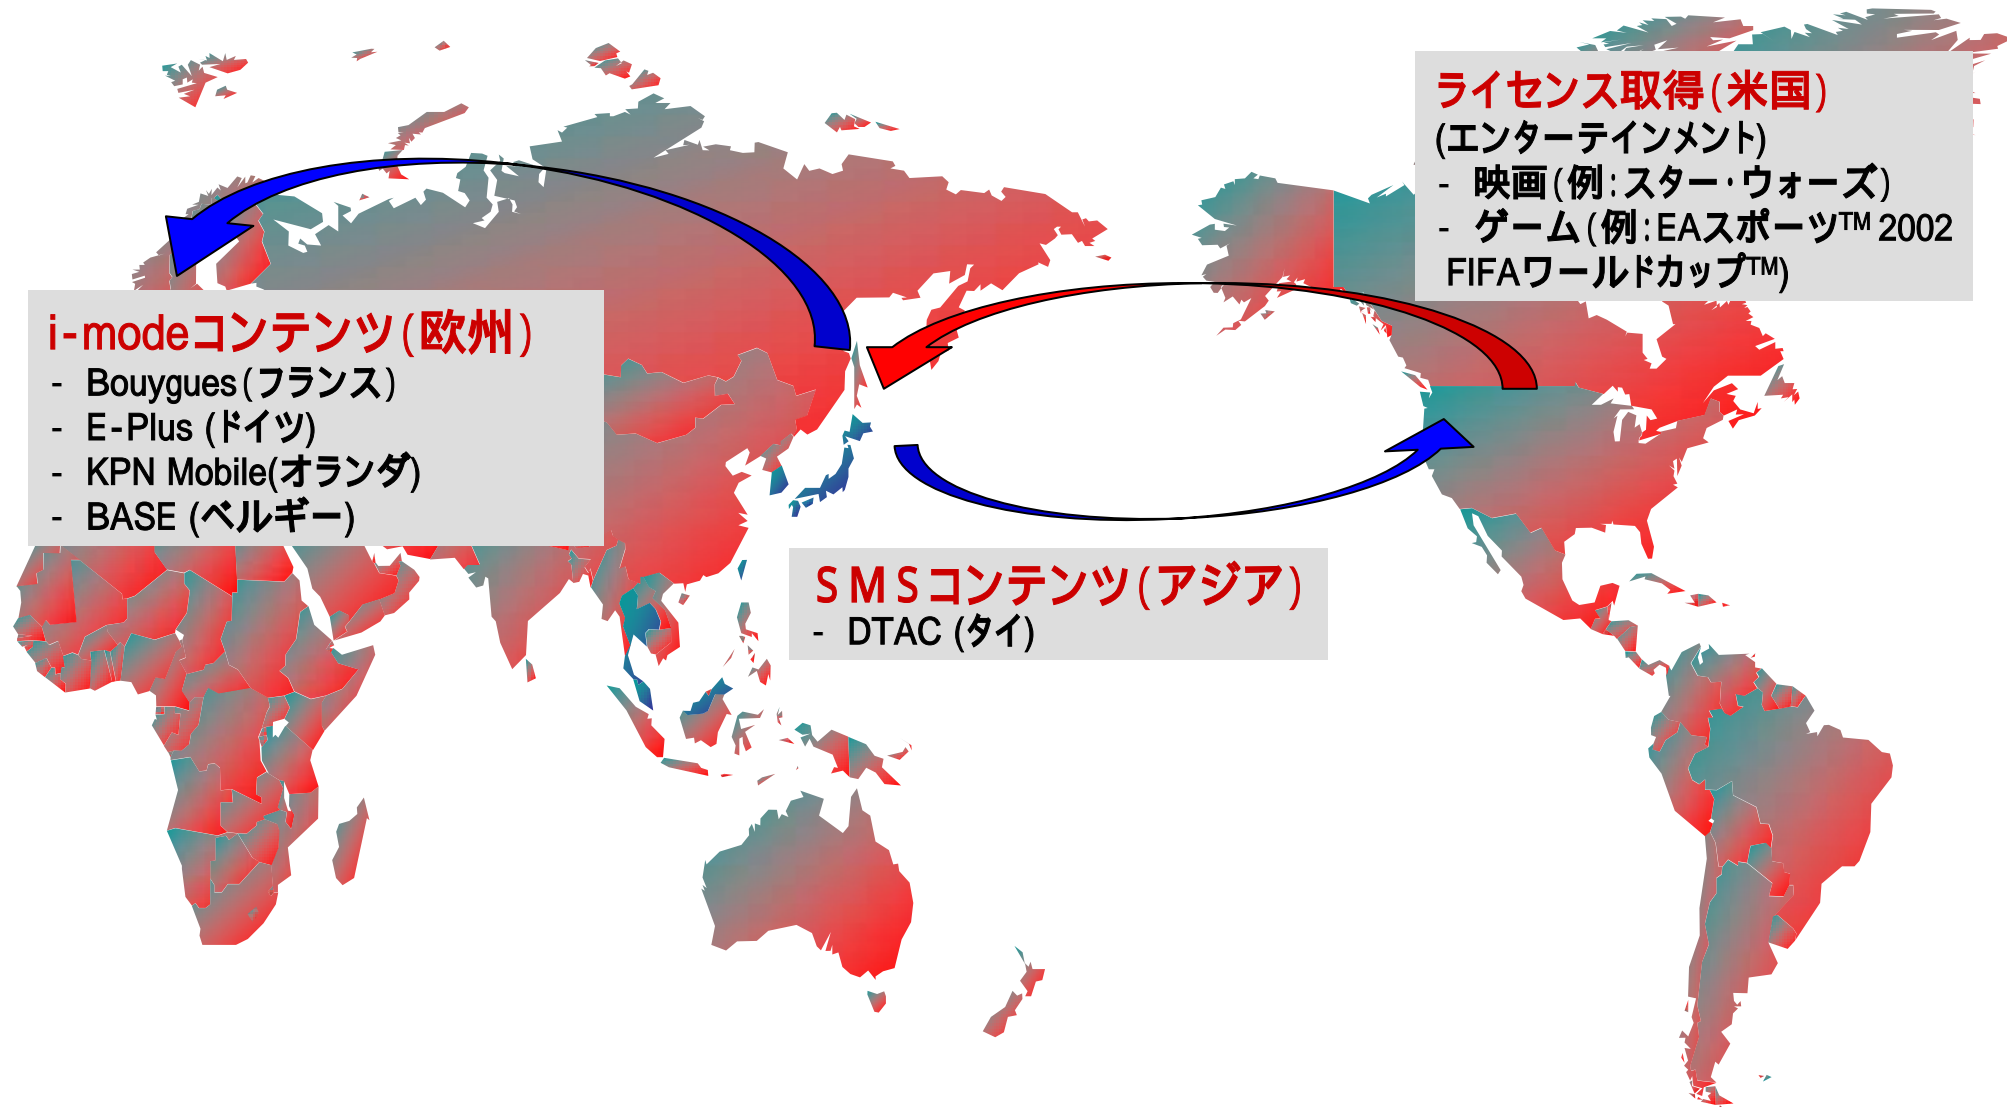 ライセンス取得(米国)
(エンターテインメント)
- 映画(例:スター・ウォーズ)
- ゲーム(例:EAスポーツ™ 2002
FIFAワールドカップ™)
i-modeコンテンツ(欧州)
- Bouygues(フランス)
- E-Plus (ドイツ)
- KPN Mobile(オランダ)
- BASE (ベルギー)
SMSコンテンツ(アジア)
- DTAC (タイ)